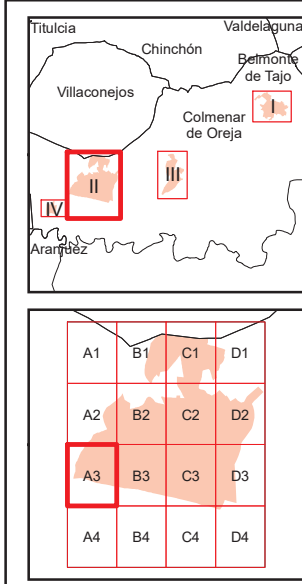 Titulcia
Valdelaguna
Chinchón
Belmonte
de Tajo
Villaconejos
I
Colmenar
de Oreja
II
III
IV
Aranjuez
A1 B1 C1 D1
A2 B2 C2 D2
A3 B3 C3 D3
A4 B4 C4 D4